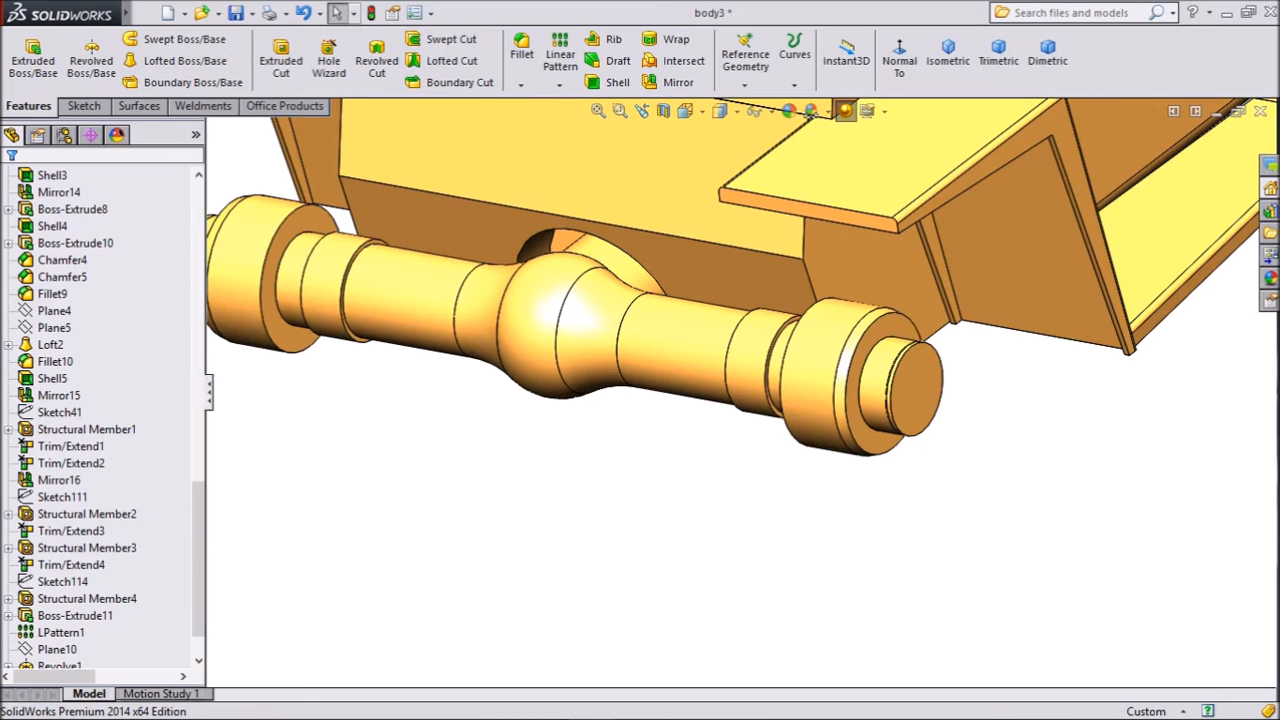 SOLIDWORKS
body3 *
Search files and models
Extruded Boss/Base
Revolved Boss/Base
Swept Boss/Base
Lofted Boss/Base
Boundary Boss/Base
Extruded Cut
Hole Wizard
Revolved Cut
Swept Cut
Lofted Cut
Boundary Cut
Fillet
Linear Pattern
Rib
Draft
Shell
Wrap
Intersect
Mirror
Reference Geometry
Curves
Instant3D
Normal To
Isometric
Trimetric
Dimetric
Features
Sketch
Surfaces
Weldments
Office Products
Shell3
Mirror14
Boss-Extrude8
Shell4
Boss-Extrude10
Chamfer4
Chamfer5
Fillet9
Plane4
Plane5
Loft2
Fillet10
Shell5
Mirror15
Sketch41
Structural Member1
Trim/Extend1
Trim/Extend2
Mirror16
Sketch111
Structural Member2
Trim/Extend3
Structural Member3
Trim/Extend4
Sketch114
Structural Member4
Boss-Extrude11
LPattern1
Plane10
Revolve1
Model
Motion Study 1
SolidWorks Premium 2014 x64 Edition
Custom